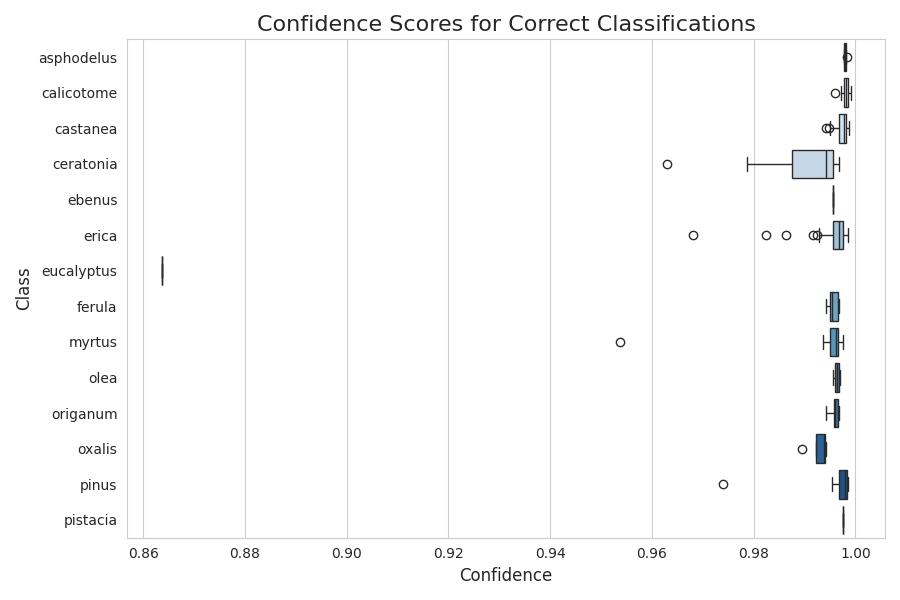 Confidence Scores for Correct Classifications
asphodelus
calicotome
castanea
ceratonia
ebenus
erica
eucalyptus
ferula
myrtus
olea
origanum
oxalis
pinus
pistacia
Class
0.86 0.88 0.90 0.92 0.94 0.96 0.98 1.00
Confidence